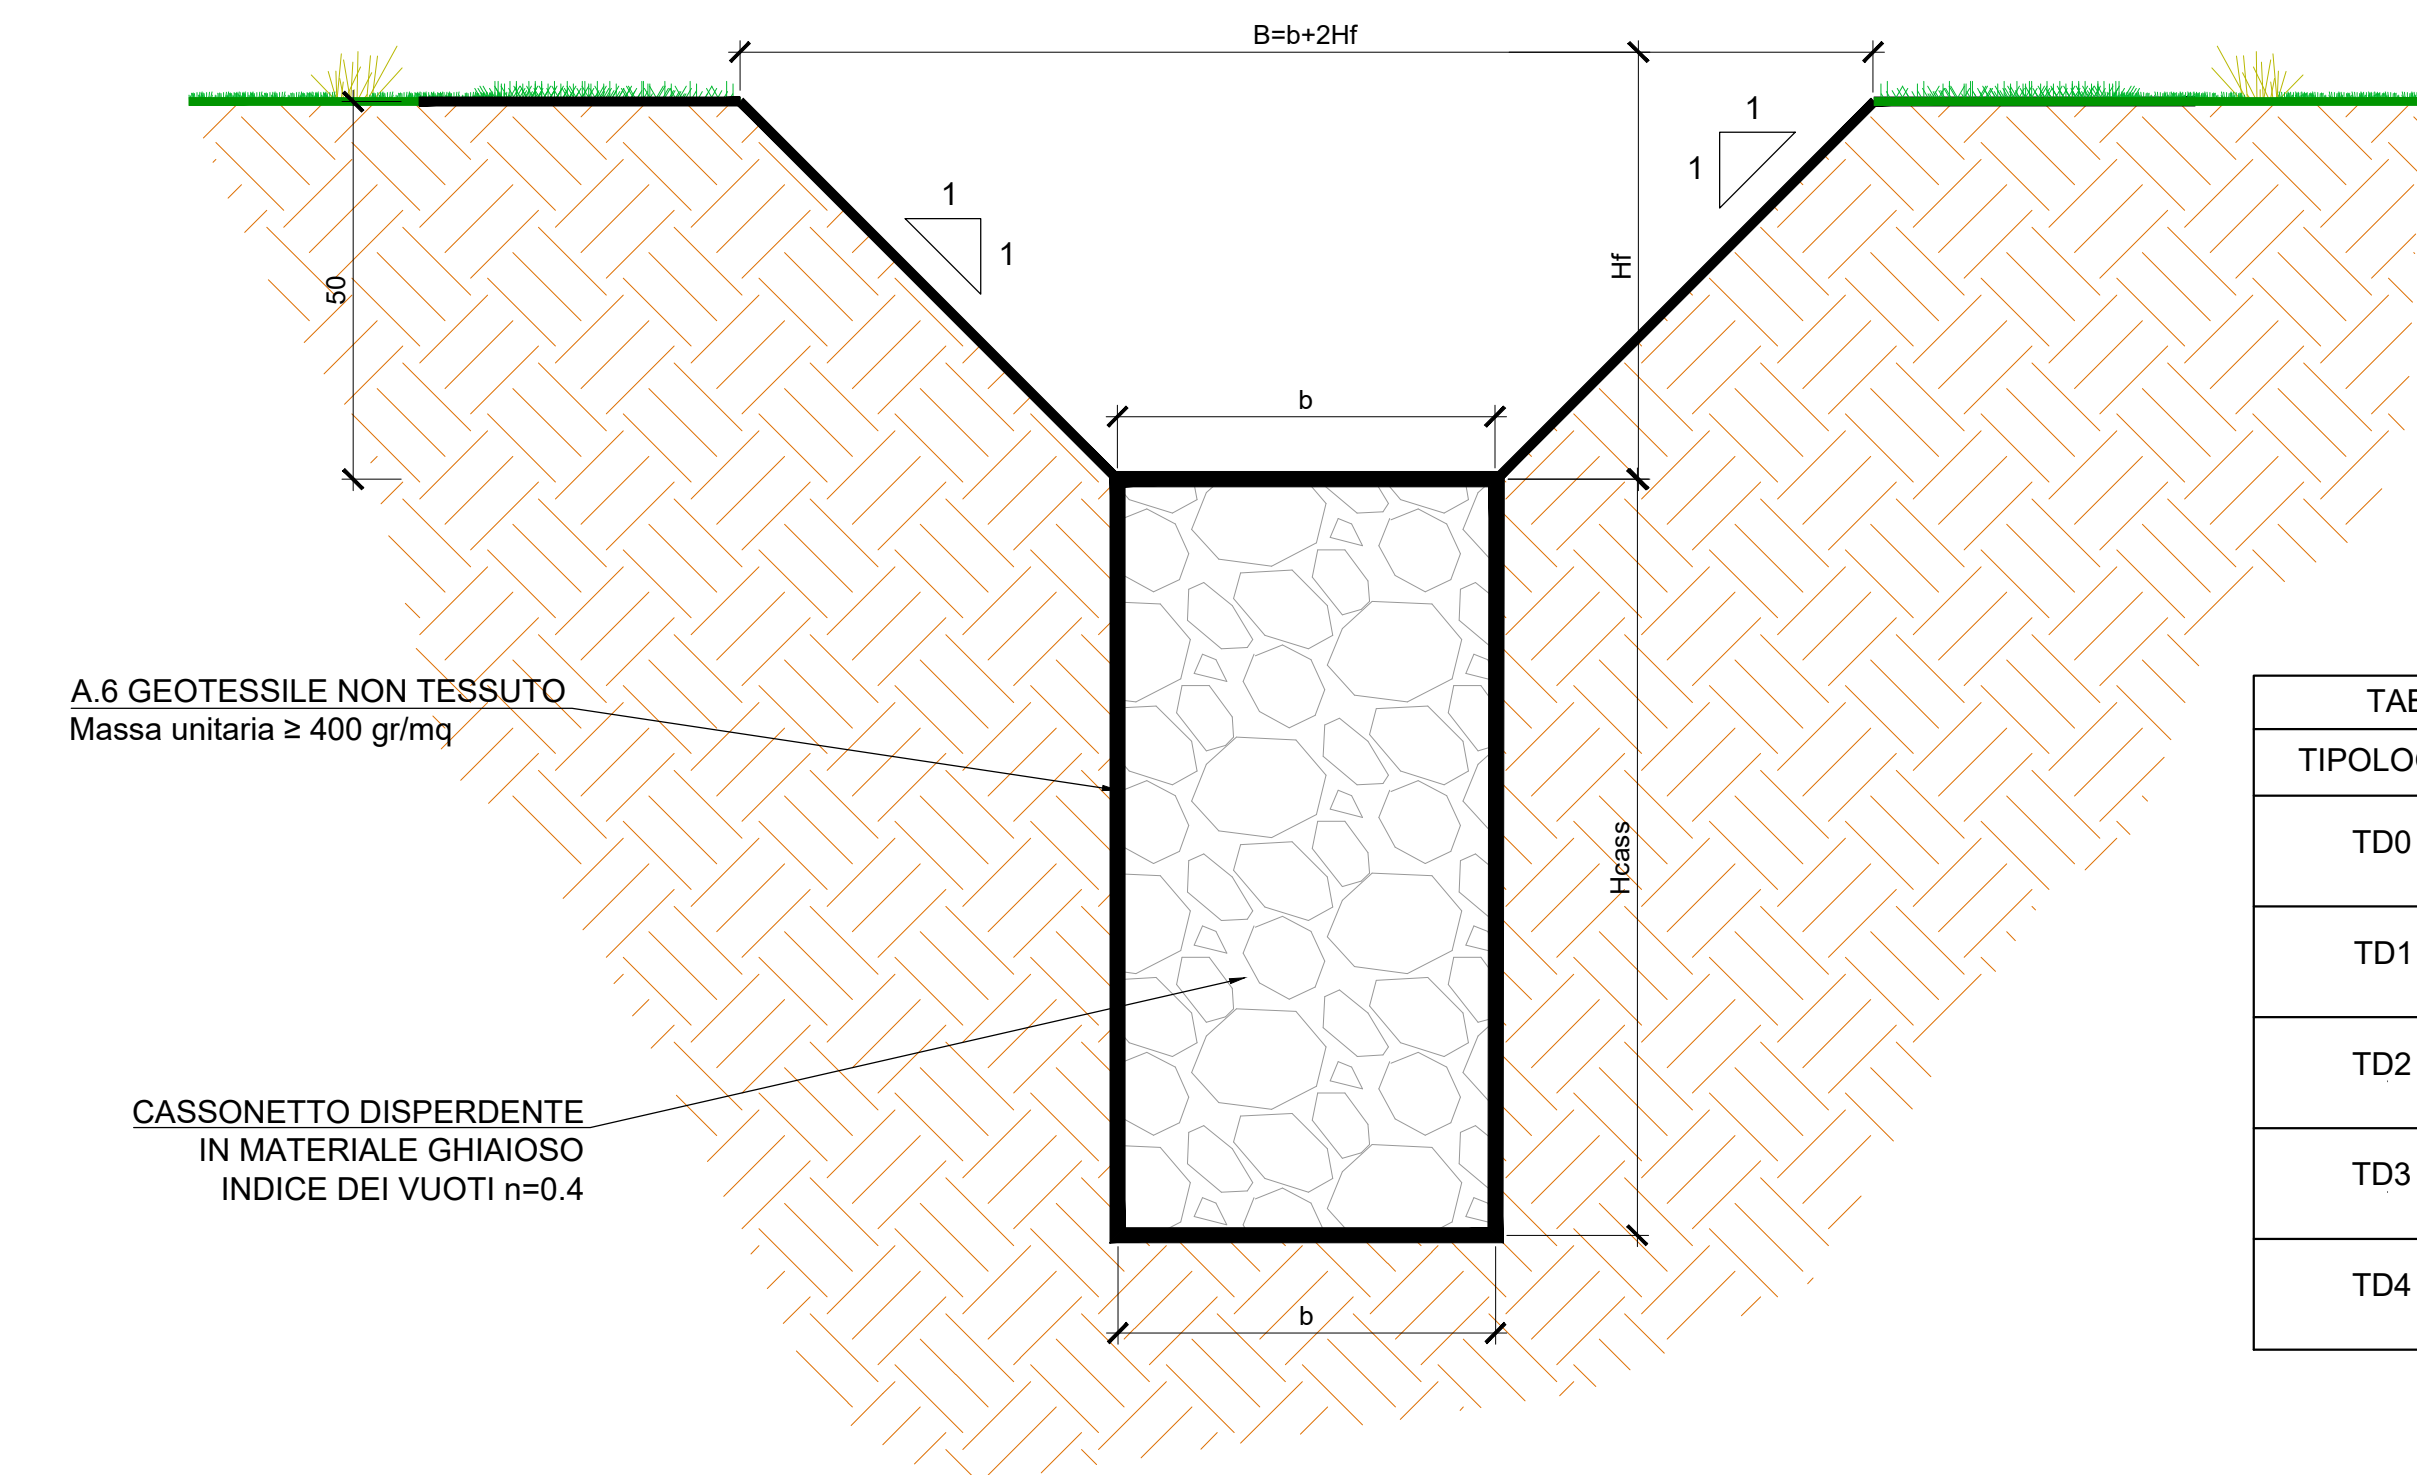 B=b+2Hf
1
1
1
1
50
Hf
b
A.6 GEOTESSILE NON TESSUTO
Massa unitaria ≥ 400 gr/mq
Hcass
CASSONETTO DISPERDENTE
IN MATERIALE GHIAIOSO
INDICE DEI VUOTI n=0.4
b
TD0
TD1
TD2
TD3
TD4